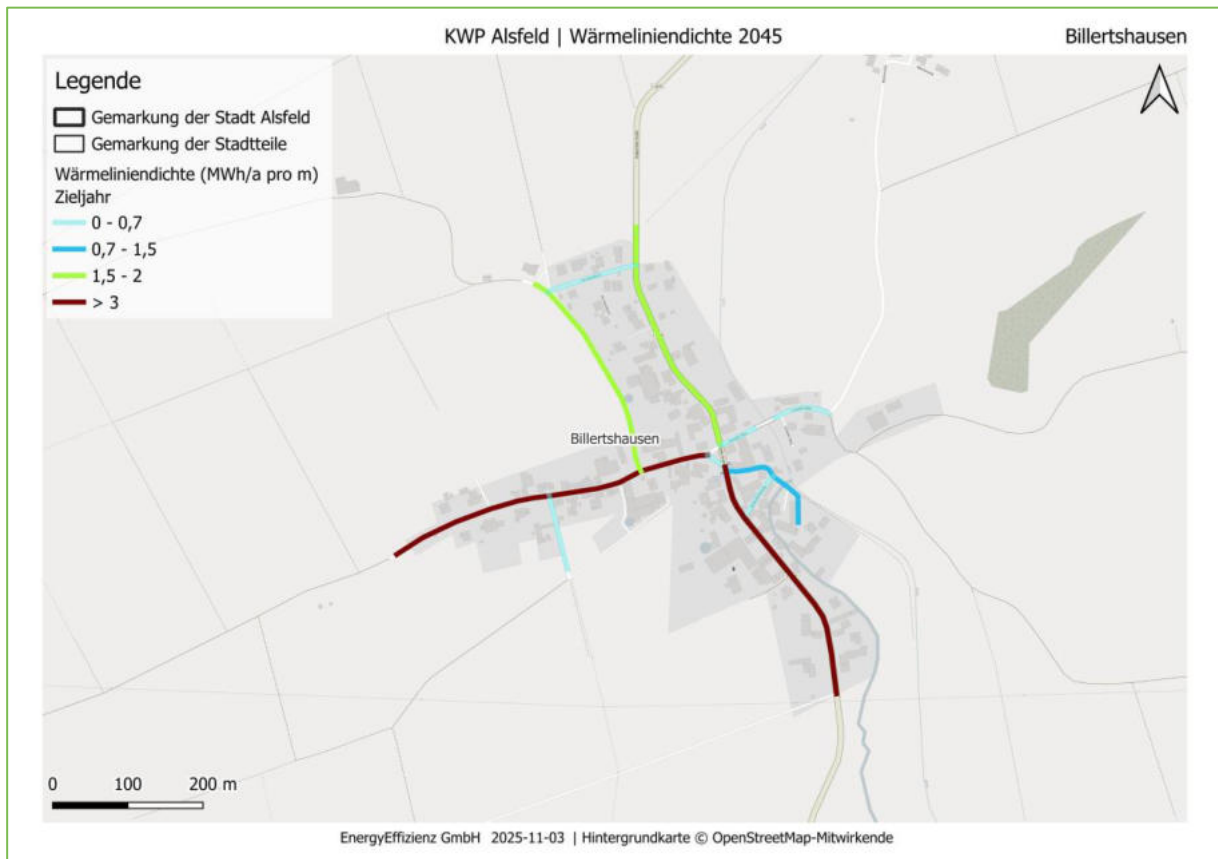 KWP Alsfeld | Wärmeliniendichte 2045
Billertshausen
Legende
Gemarkung der Stadt Alsfeld
Gemarkung der Stadtteile
Wärmeliniendichte (MWh/a pro m)
Zieljahr
0 - 0,7
0,7 - 1,5
1,5 - 2
> 3
Billertshausen
0 100 200 m
EnergyEffizienz GmbH 2025-11-03 | Hintergrundkarte © OpenStreetMap-Mitwirkende